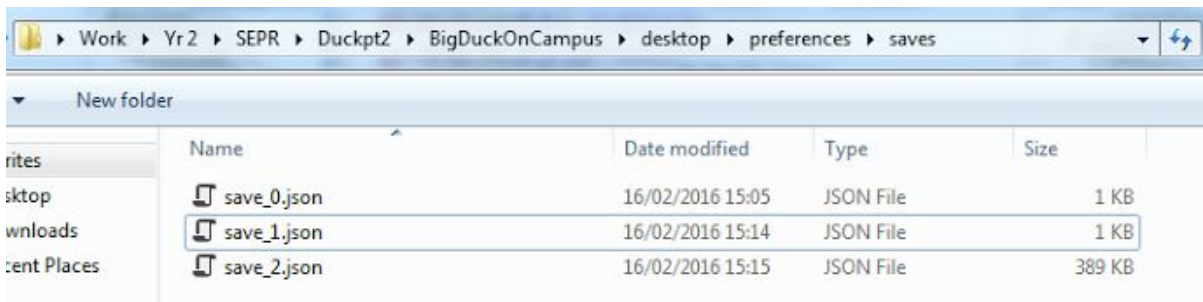 Work Yr 2 SEPR Duckpt2 BigDuckOnCampus desktop preferences saves
New folder
rites Name Date modified Type Size
sktop save_0.json 16/02/2016 15:05 JSON File 1 KB
wnloads save_1.json 16/02/2016 15:14 JSON File 1 KB
cent Places save_2.json 16/02/2016 15:15 JSON File 389 KB